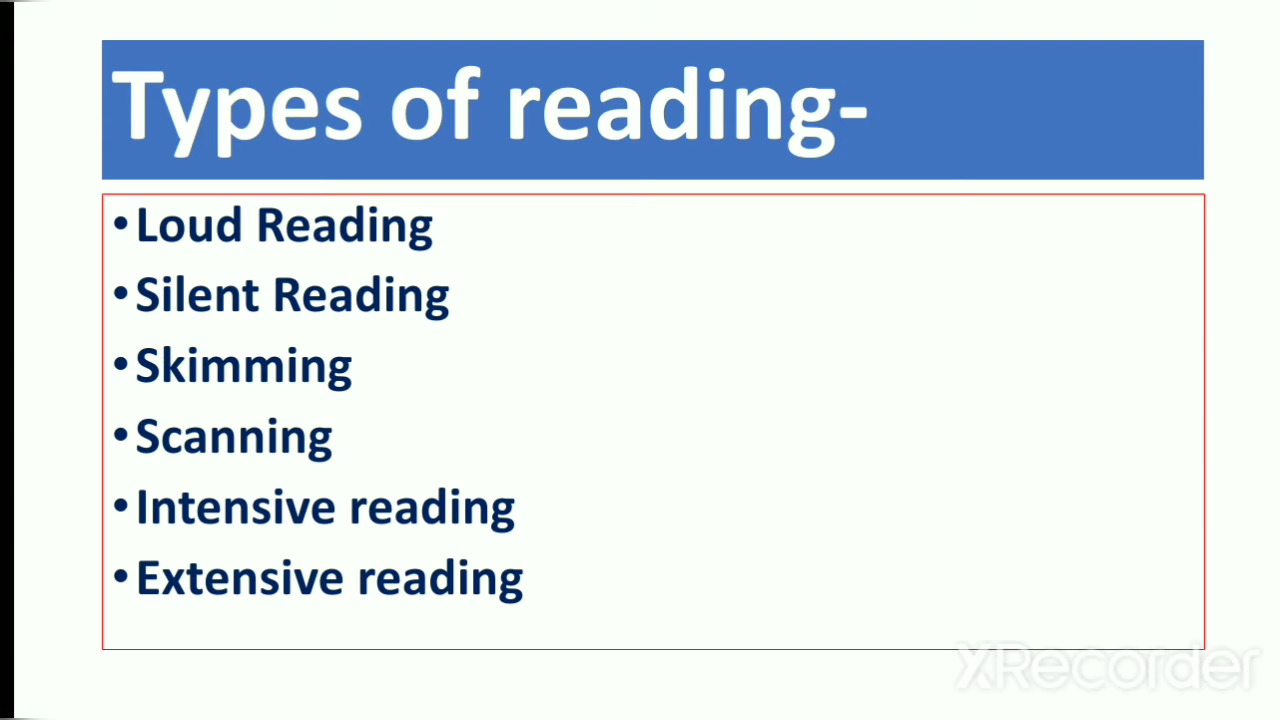 Types of reading-
•Loud Reading
•Silent Reading
•Skimming
•Scanning
•Intensive reading
•Extensive reading
XRecorder